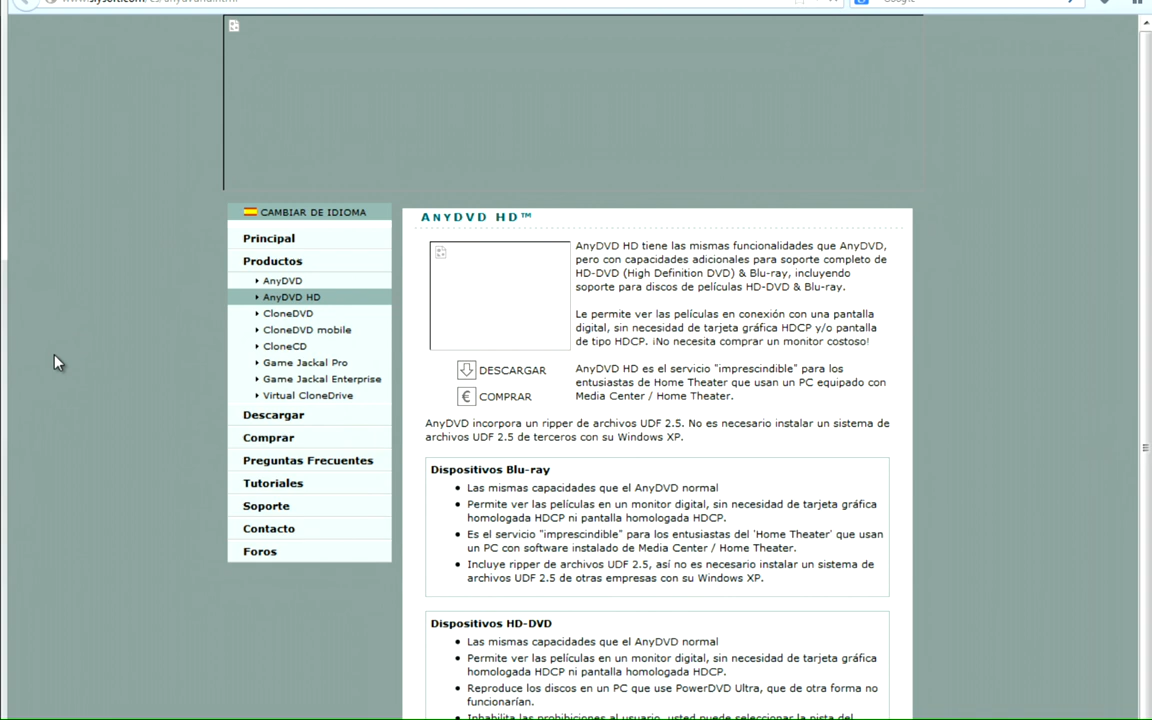 CAMBIAR DE IDIOMA
Principal
Productos
AnyDVD
AnyDVD HD
CloneDVD
CloneDVD mobile
CloneCD
Game Jackal Pro
Game Jackal Enterprise
Virtual CloneDrive
Descargar
Comprar
Preguntas Frecuentes
Tutoriales
Soporte
Contacto
Foros
ANYDVD HD™
AnyDVD HD tiene las mismas funcionalidades que AnyDVD,
pero con capacidades adicionales para soporte completo de
HD-DVD (High Definition DVD) & Blu-ray, incluyendo
soporte para discos de películas HD-DVD & Blu-ray.
Le permite ver las películas en conexión con una pantalla
digital, sin necesidad de tarjeta gráfica HDCP y/o pantalla
de tipo HDCP. ¡No necesita comprar un monitor costoso!
DESCARGAR
€ COMPRAR
AnyDVD HD es el servicio "imprescindible" para los
entusiastas de Home Theater que usan un PC equipado con
Media Center / Home Theater.
AnyDVD incorpora un ripper de archivos UDF 2.5. No es necesario instalar un sistema de
archivos UDF 2.5 de terceros con su Windows XP.
Dispositivos Blu-ray
• Las mismas capacidades que el AnyDVD normal
• Permite ver las películas en un monitor digital, sin necesidad de tarjeta gráfica
homologada HDCP ni pantalla homologada HDCP.
• Es el servicio "imprescindible" para los entusiastas del 'Home Theater' que usan
un PC con software instalado de Media Center / Home Theater.
• Incluye ripper de archivos UDF 2.5, así no es necesario instalar un sistema de
archivos UDF 2.5 de otras empresas con su Windows XP.
Dispositivos HD-DVD
• Las mismas capacidades que el AnyDVD normal
• Permite ver las películas en un monitor digital, sin necesidad de tarjeta gráfica
homologada HDCP ni pantalla homologada HDCP.
• Reproduce los discos en un PC que use PowerDVD Ultra, que de otra forma no
funcionarían.
• Inhabilita las prohibiciones al usuario, usted puede seleccionar la pista del